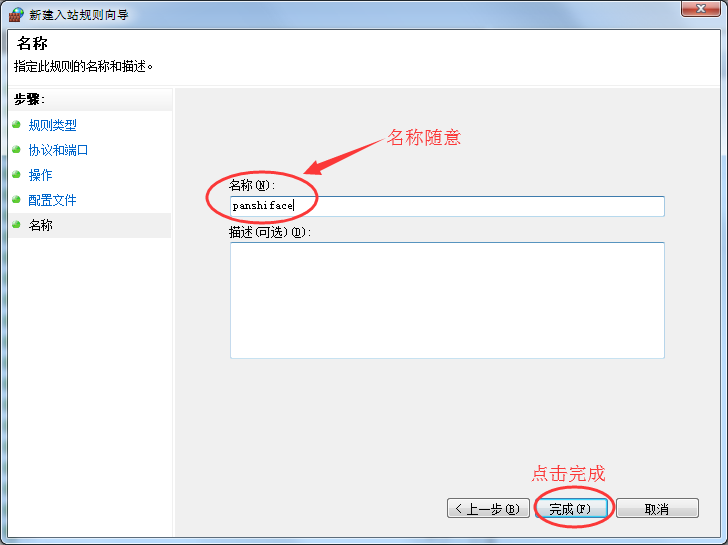 新建入站规则向导
名称
指定此规则的名称和描述。
步骤:
规则类型
协议和端口
操作
配置文件
名称
名称随意
名称(N):
panshiface
描述(可选)(D):
点击完成
< 上一步(B)
完成(F)
取消